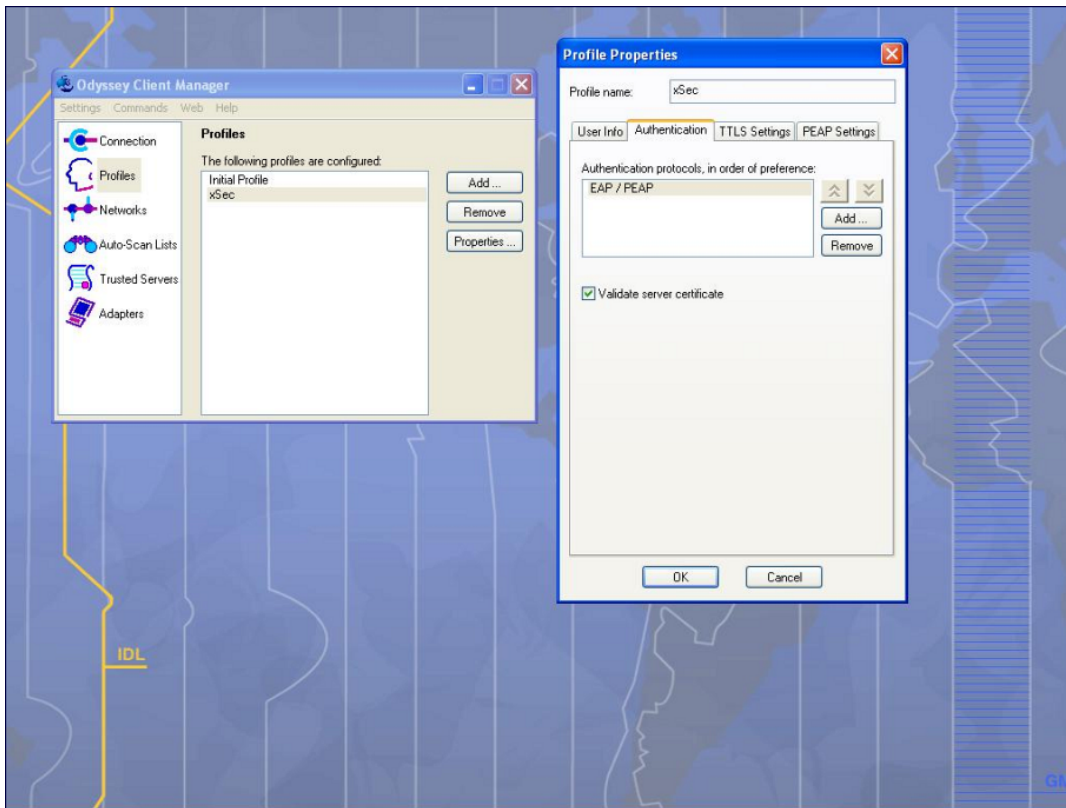 Odyssey Client Manager
Settings Commands Web Help
Connection
Profiles
Networks
Auto-Scan Lists
Trusted Servers
Adapters
Profiles
The following profiles are configured:
Initial Profile
xSec
Add ...
Remove
Properties ...
Profile Properties
Profile name: xSec
User Info Authentication TTLS Settings PEAP Settings
Authentication protocols, in order of preference:
EAP / PEAP
Add ...
Remove
Validate server certificate
OK Cancel
IDL
GM